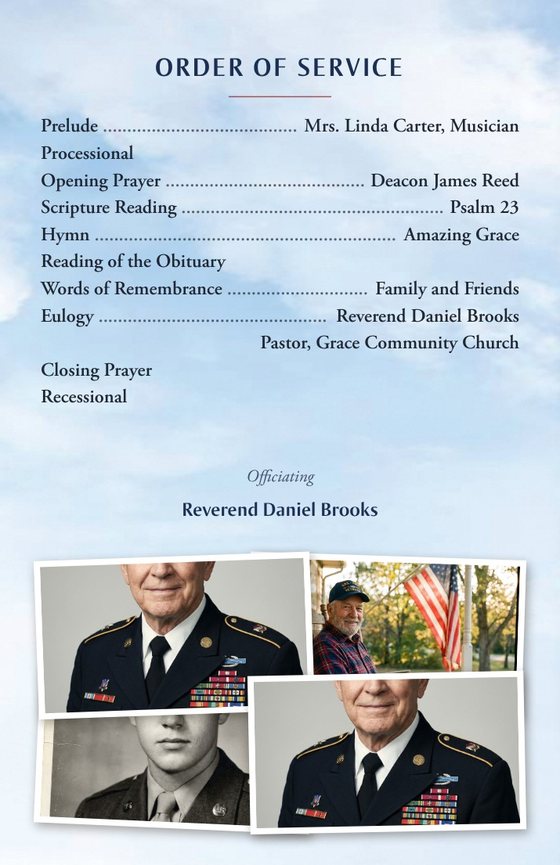 ORDER OF SERVICE
Prelude ........................................ Mrs. Linda Carter, Musician
Processional
Opening Prayer ......................................... Deacon James Reed
Scripture Reading ...................................................... Psalm 23
Hymn .............................................................. Amazing Grace
Reading of the Obituary
Words of Remembrance ............................. Family and Friends
Eulogy ............................................... Reverend Daniel Brooks
Pastor, Grace Community Church
Closing Prayer
Recessional
Officiating
Reverend Daniel Brooks